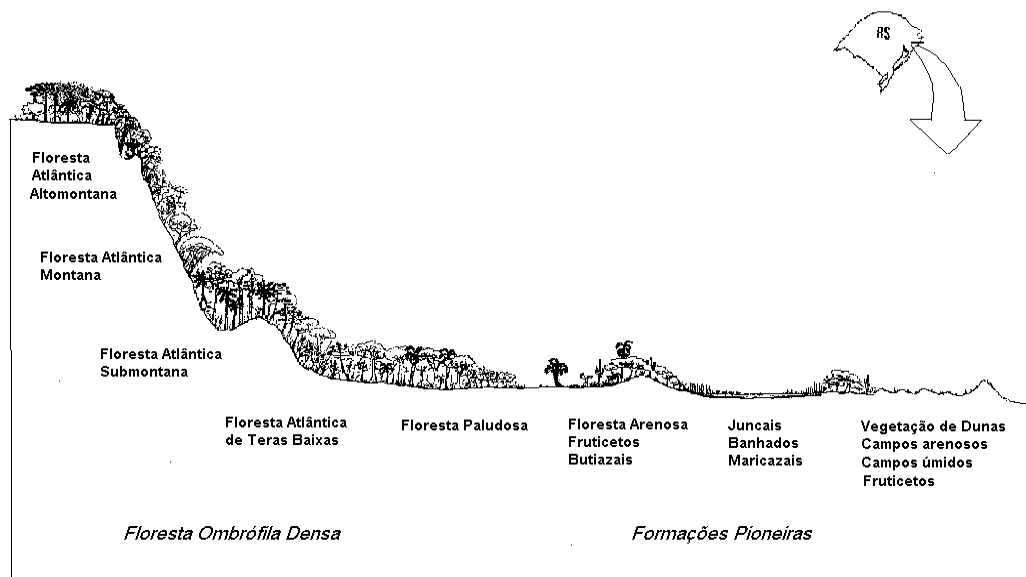 RS
Floresta
Atlântica
Altomontana
Floresta Atlântica
Montana
Floresta Atlântica
Submontana
Floresta Atlântica
de Teras Baixas
Floresta Paludosa
Floresta Arenosa
Fruticetos
Butiazais
Juncais
Banhados
Maricazais
Vegetação de Dunas
Campos arenosos
Campos úmidos
Fruticetos
Floresta Ombrófila Densa
Formações Pioneiras